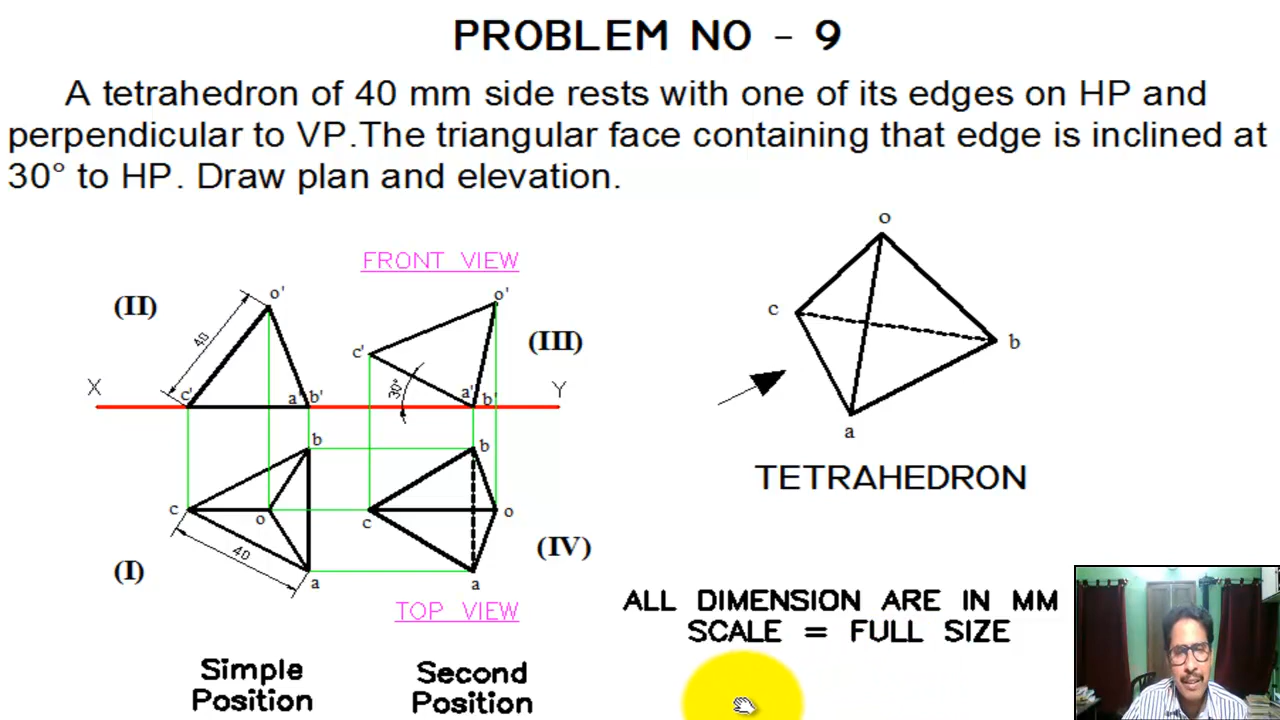 PROBLEM NO - 9
A tetrahedron of 40 mm side rests with one of its edges on HP and
perpendicular to VP.The triangular face containing that edge is inclined at
30° to HP. Draw plan and elevation.
FRONT VIEW
(II)
o'
40
X
c'
a'
b'
o'
(III)
c'
30°
a'
b'
Y
b
c
o
40
(I)
a
b
c
o
(IV)
a
TOP VIEW
Simple
Position
Second
Position
o
c
b
a
TETRAHEDRON
ALL DIMENSION ARE IN MM
SCALE = FULL SIZE